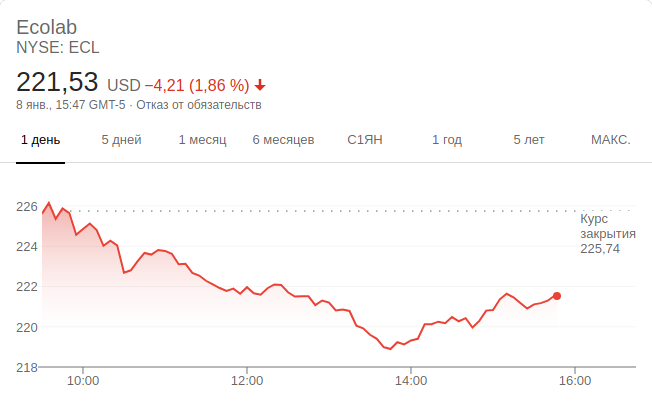 Ecolab
NYSE: ECL
221,53 USD −4,21 (1,86 %)
8 янв., 15:47 GMT-5 · Отказ от обязательств
1 день 5 дней 1 месяц 6 месяцев С1ЯН 1 год 5 лет МАКС.
226
Курс
закрытия
225,74
224
222
220
218
10:00 12:00 14:00 16:00